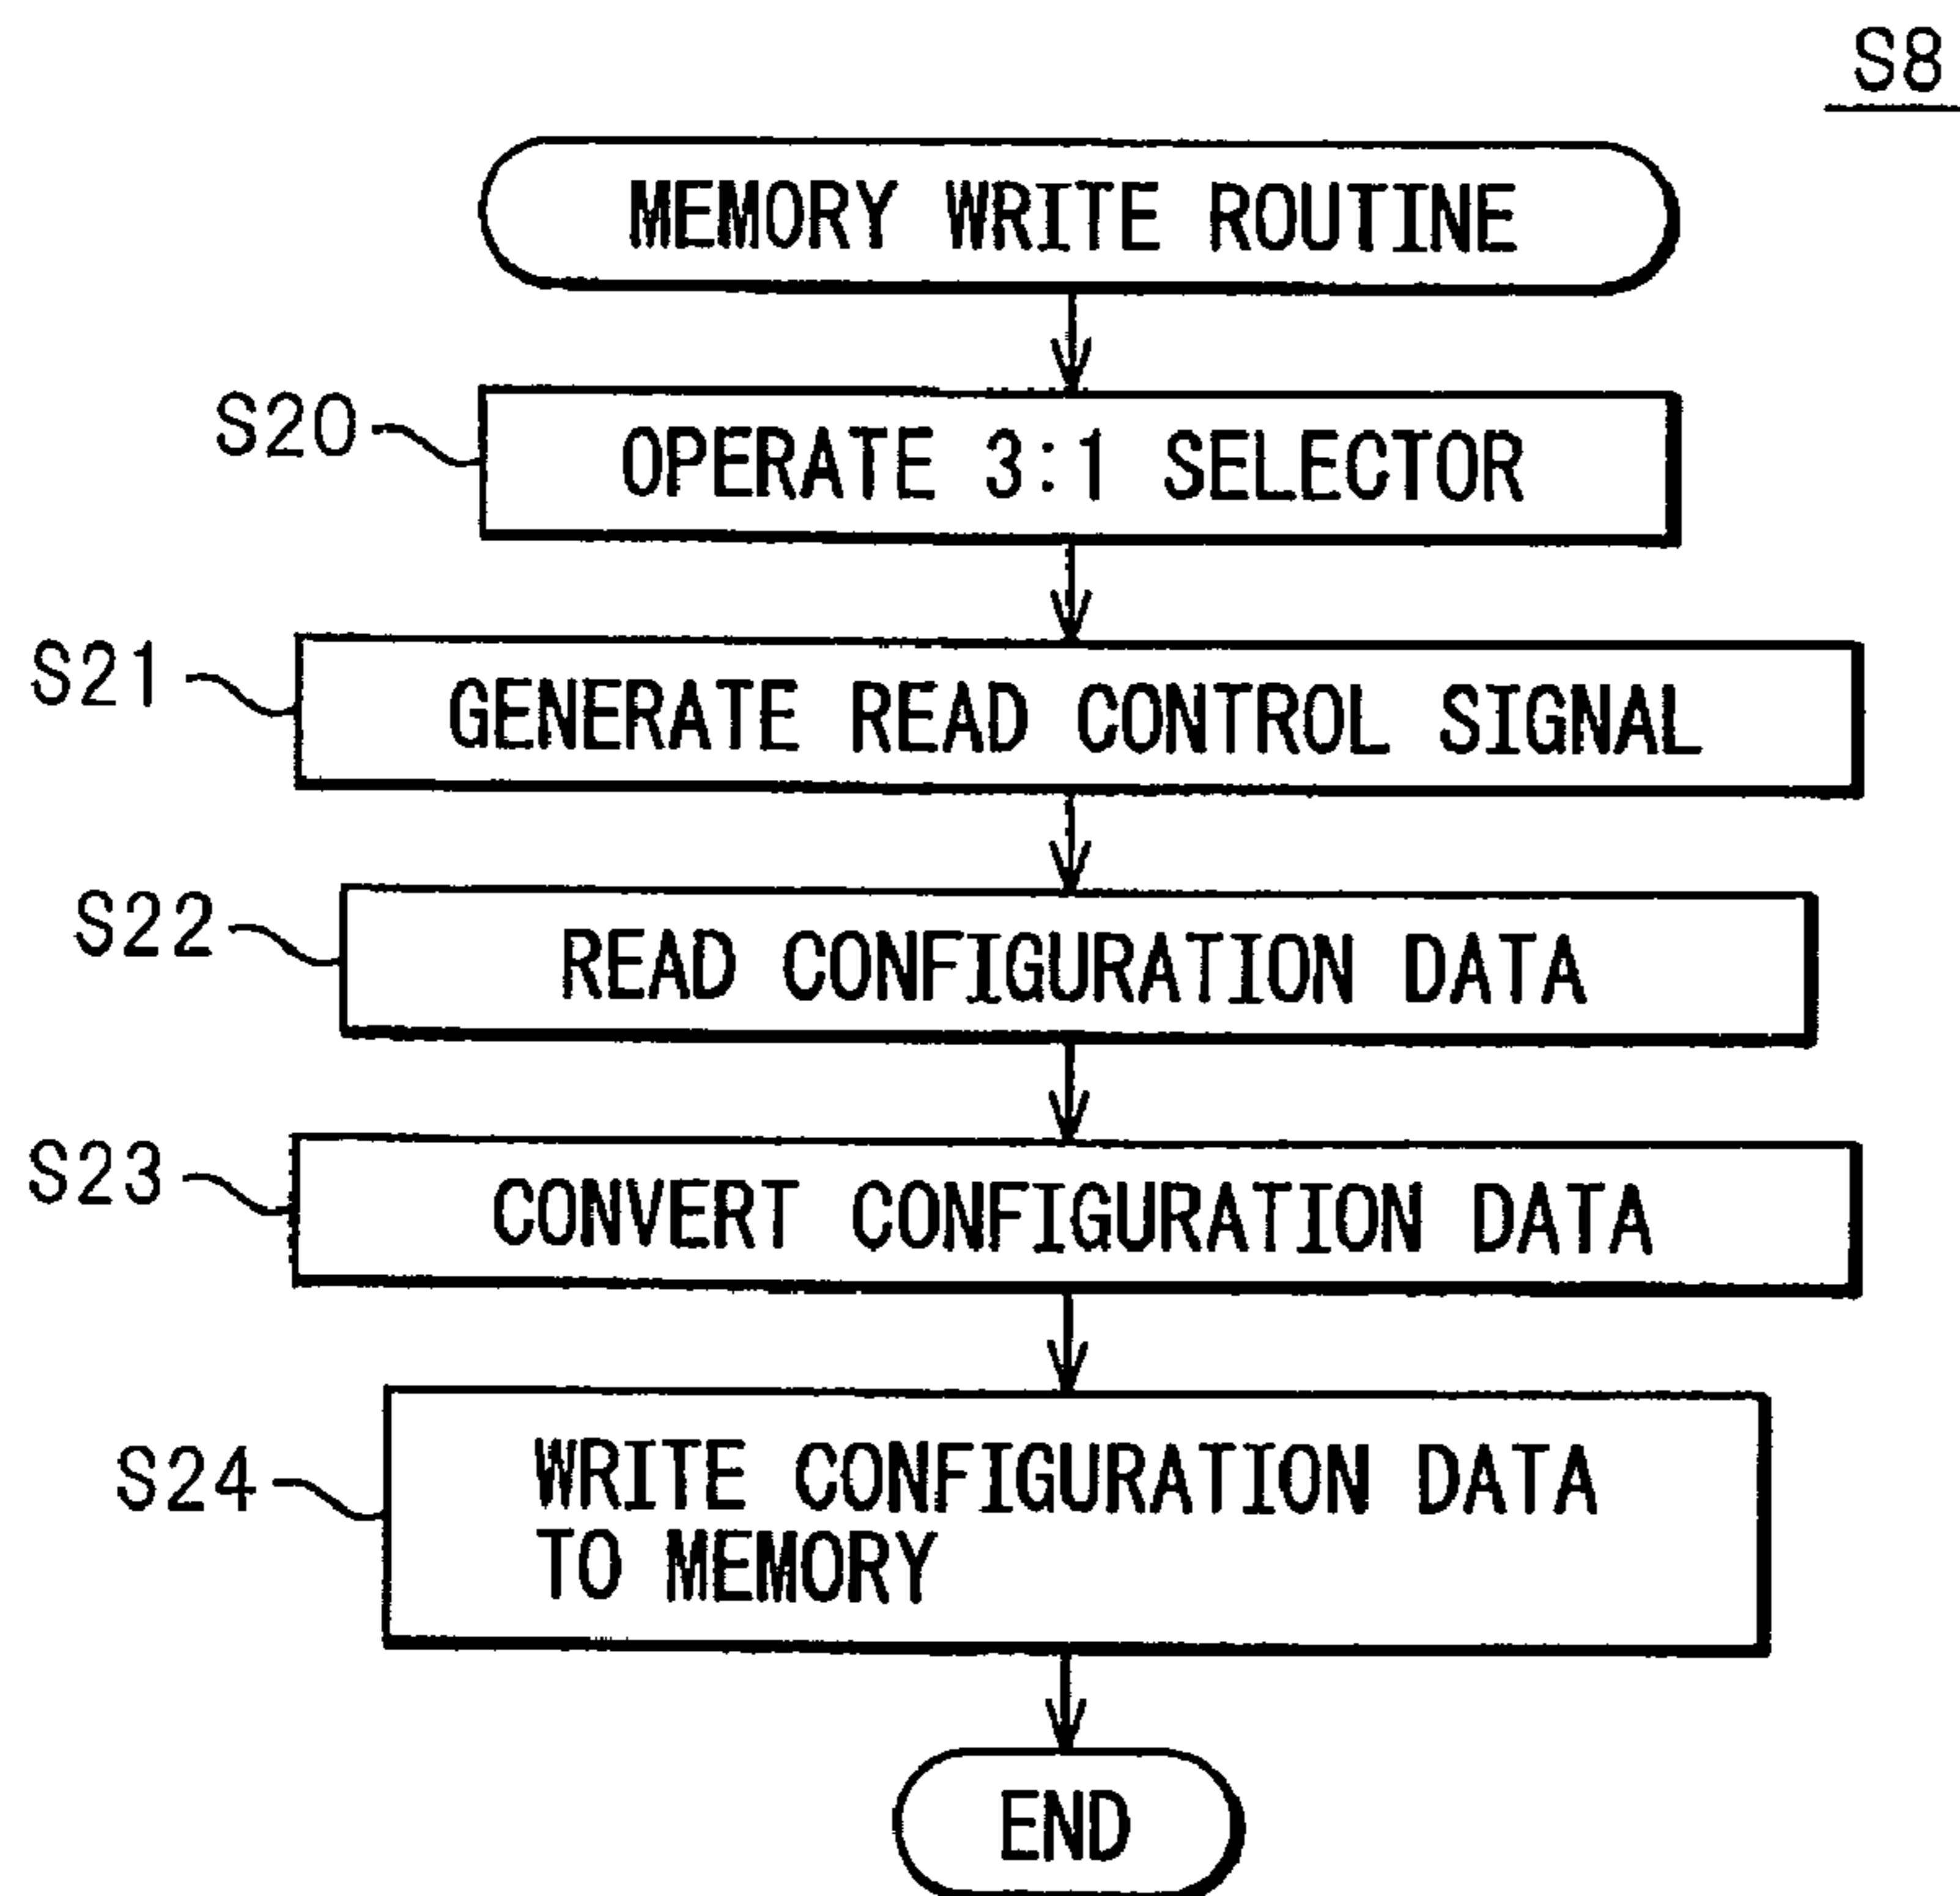 S8
MEMORY WRITE ROUTINE
S20
OPERATE 3:1 SELECTOR
S21
GENERATE READ CONTROL SIGNAL
S22
READ CONFIGURATION DATA
S23
CONVERT CONFIGURATION DATA
S24
WRITE CONFIGURATION DATA
TO MEMORY
END